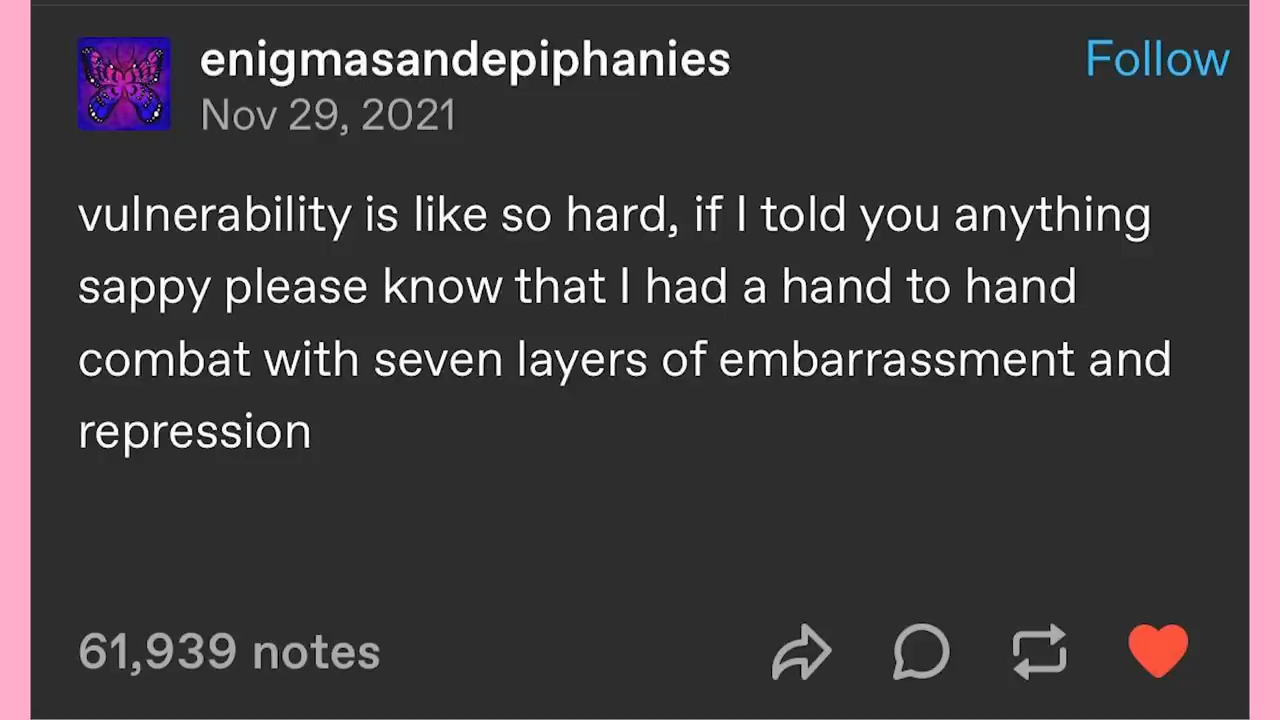 enigmasandepiphanies
Follow
Nov 29, 2021
vulnerability is like so hard, if I told you anything
sappy please know that I had a hand to hand
combat with seven layers of embarrassment and
repression
61,939 notes